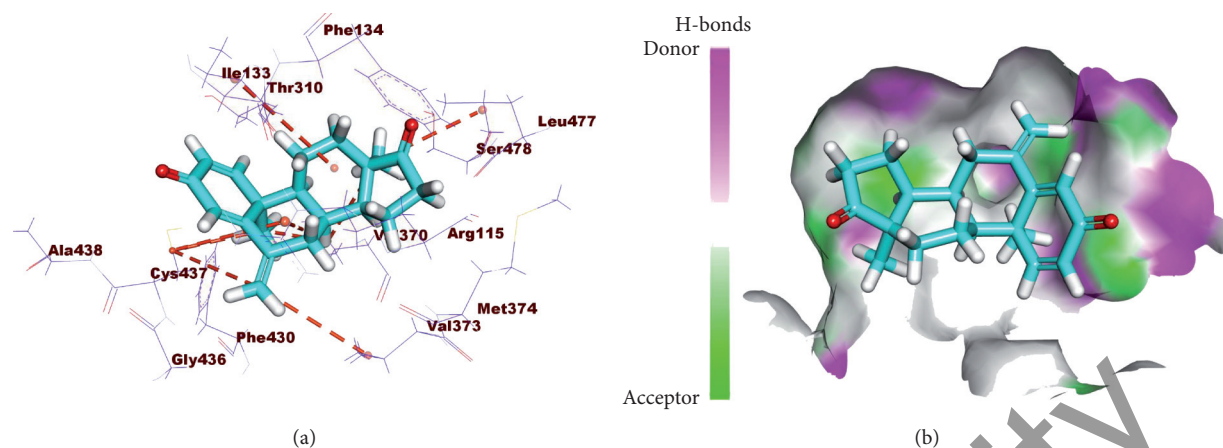 Phe134
Ile133
Thr310
Leu477
Ser478
370
Arg115
Ala438
Cys437
Met374
Val373
Phe430
Gly436
(a)
H-bonds
Donor
Acceptor
(b)